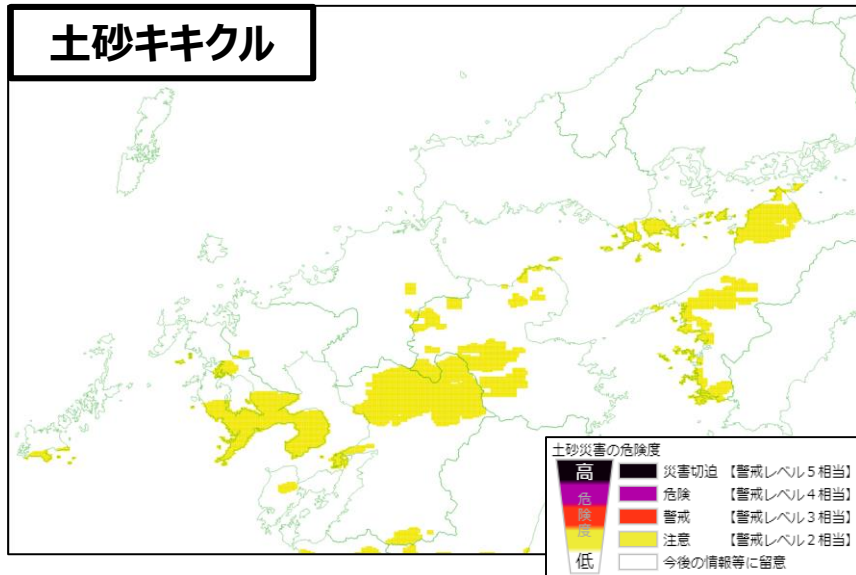 土砂キキクル
土砂災害の危険度
高
危険度
低
災害切迫 【警戒レベル5相当】
危険 【警戒レベル4相当】
警戒 【警戒レベル3相当】
注意 【警戒レベル2相当】
今後の情報等に留意